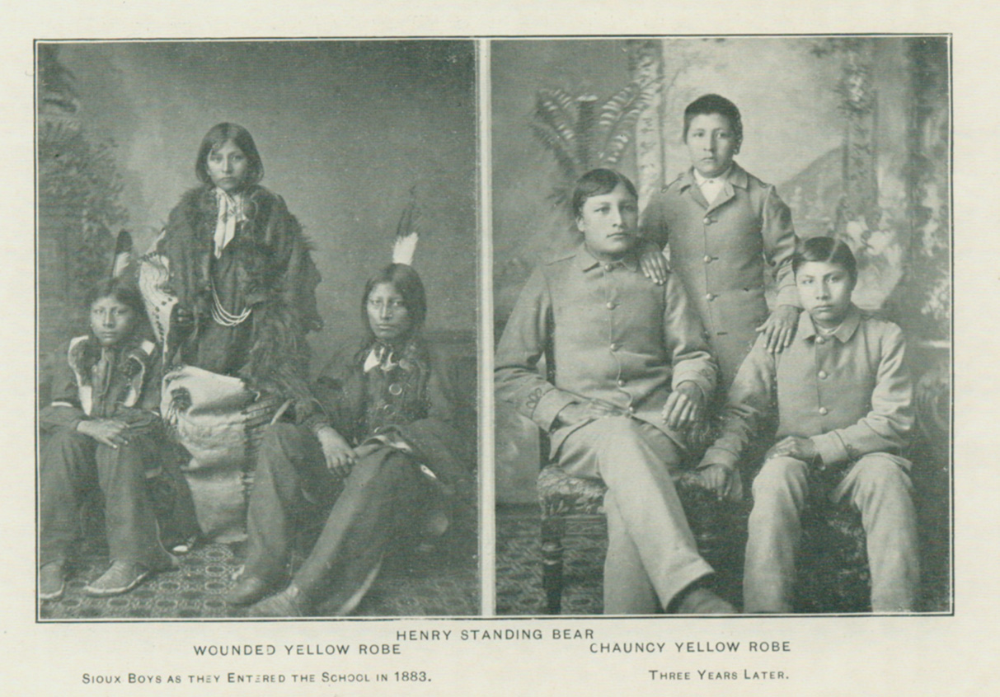 HENRY STANDING BEAR
WOUNDED YELLOW ROBE CHAUNCY YELLOW ROBE
SIOUX BOYS AS THEY ENTERED THE SCHOOL IN 1883. THREE YEARS LATER.